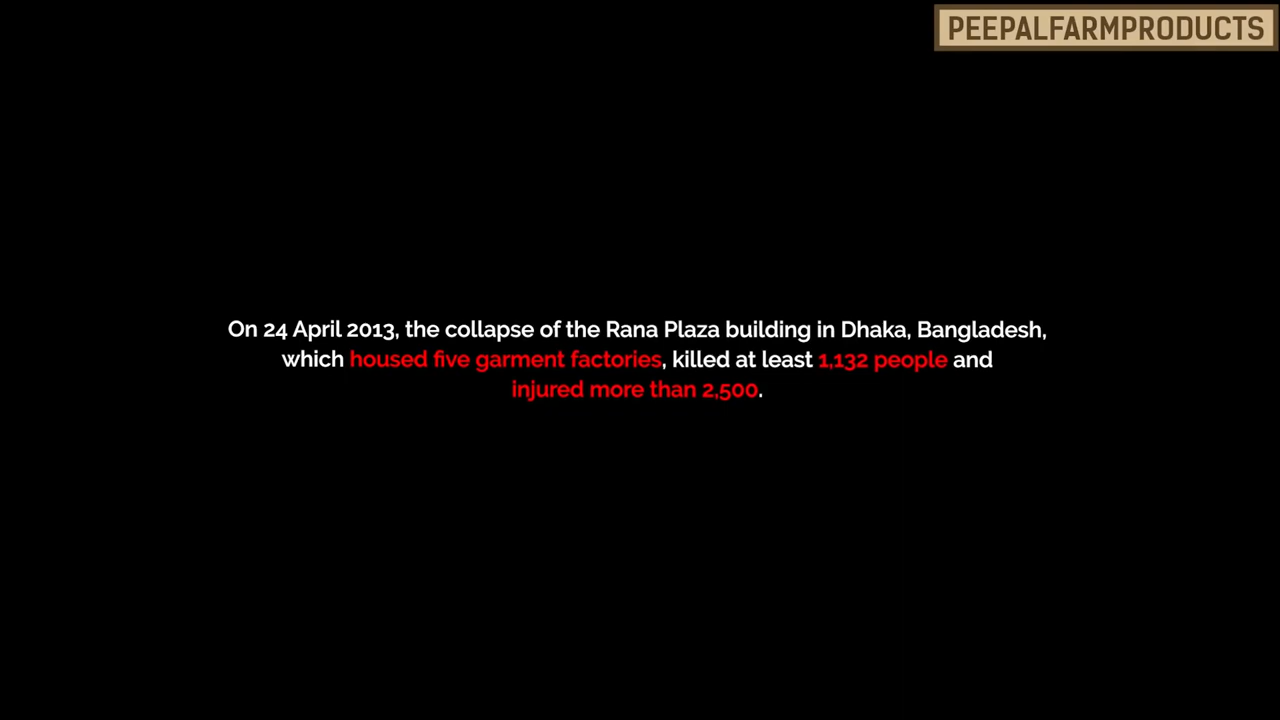 PEEPALFARMPRODUCTS
On 24 April 2013, the collapse of the Rana Plaza building in Dhaka, Bangladesh,
which housed five garment factories, killed at least 1,132 people and
injured more than 2,500.